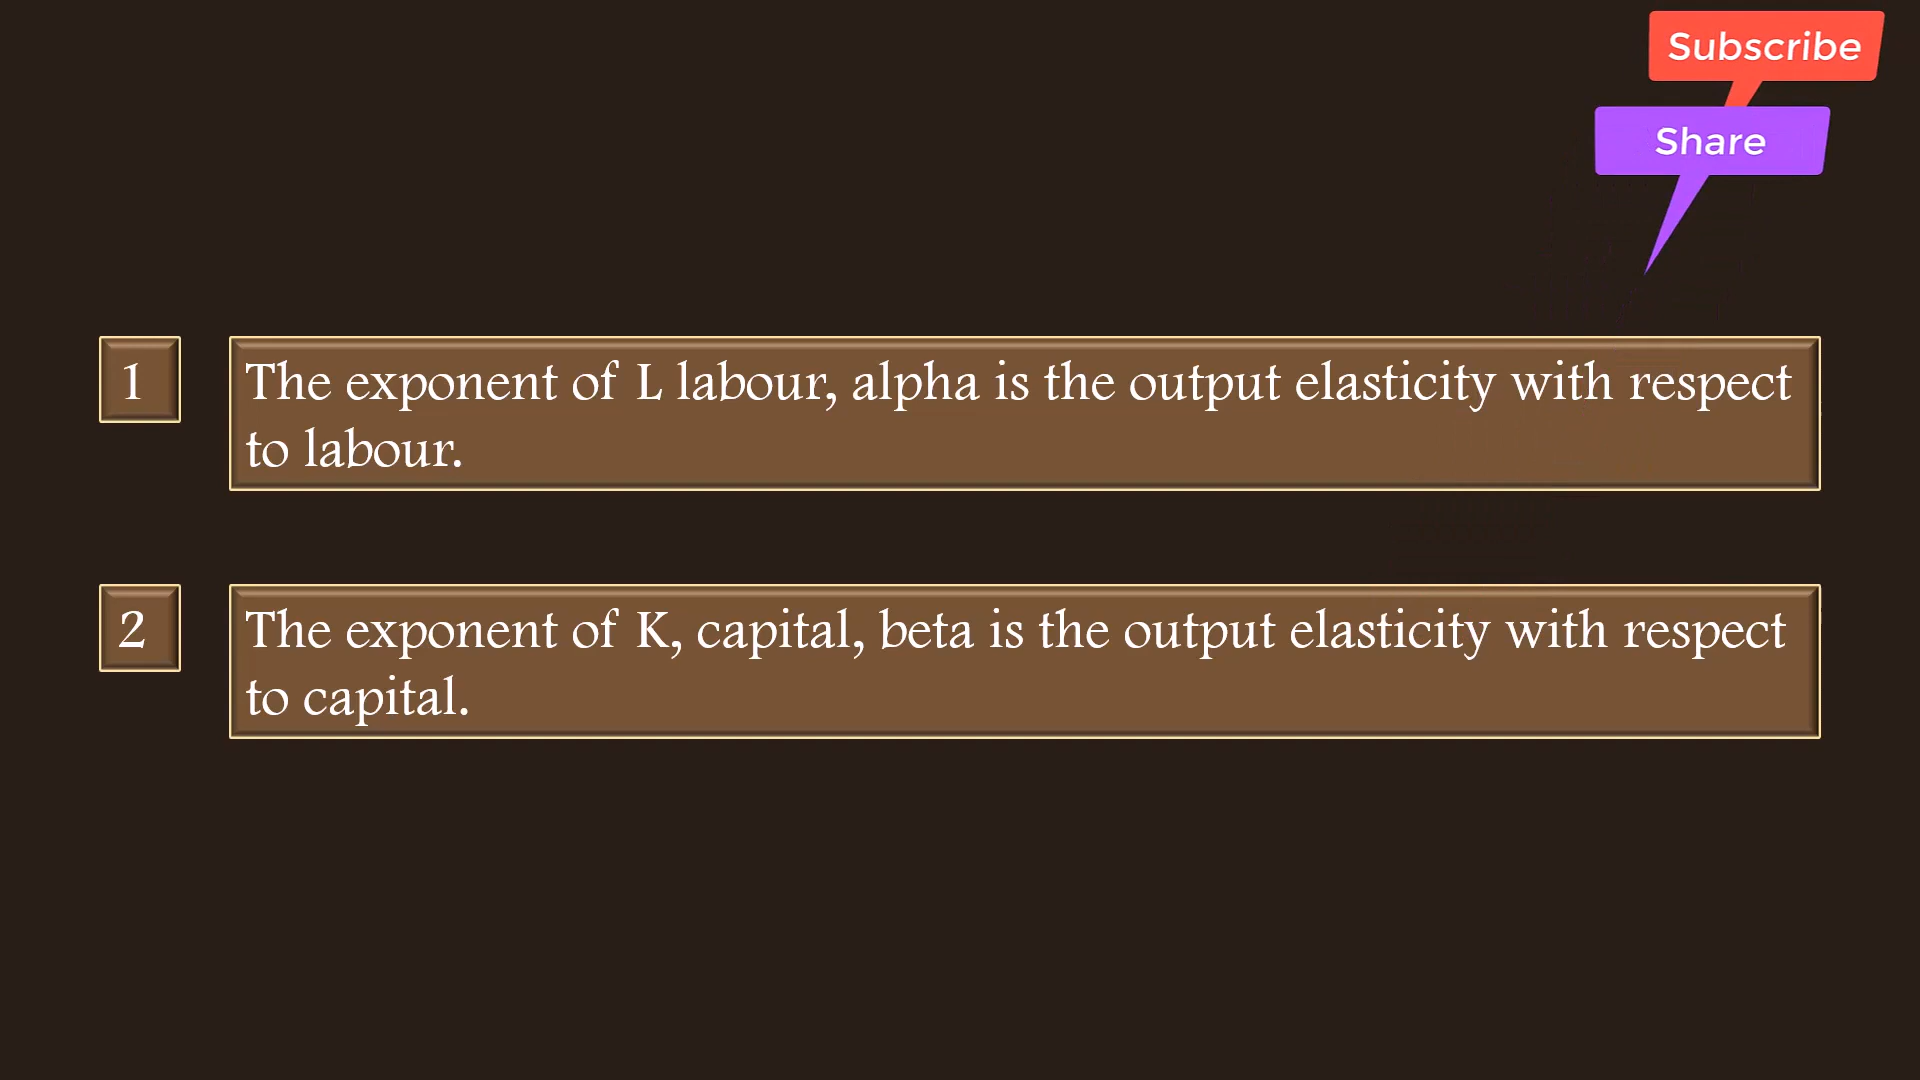 Subscribe
Share
1
The exponent of L labour, alpha is the output elasticity with respect
to labour.
2
The exponent of K, capital, beta is the output elasticity with respect
to capital.